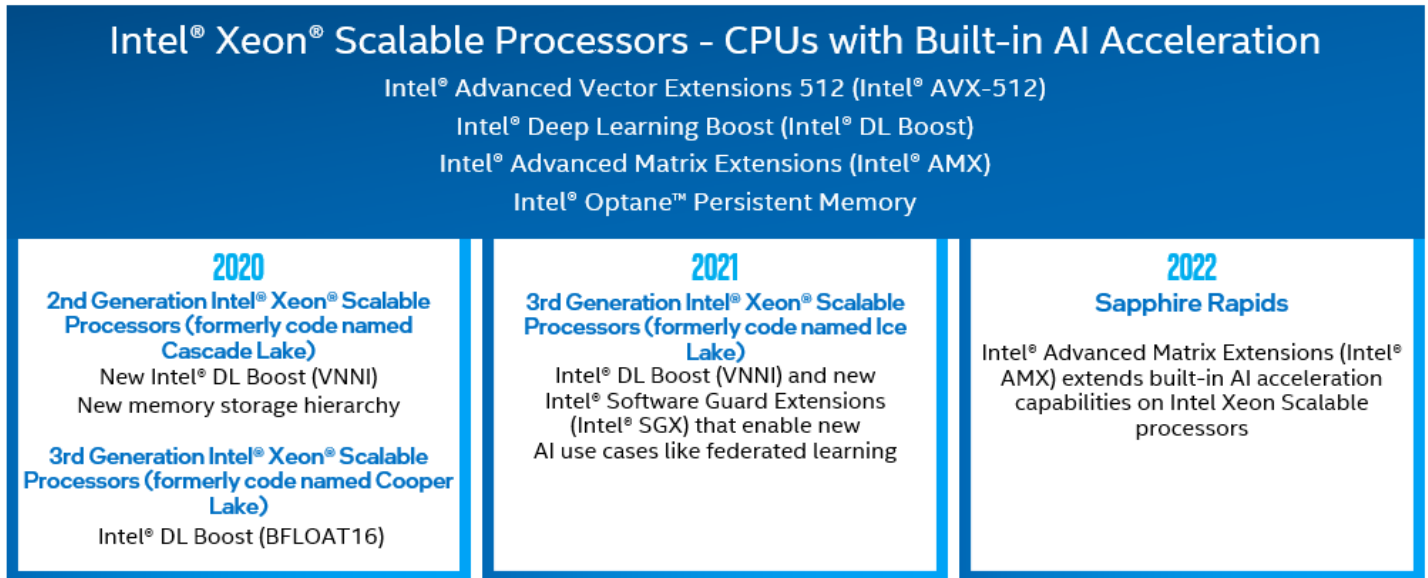 Intel® Xeon® Scalable Processors - CPUs with Built-in AI Acceleration
Intel® Advanced Vector Extensions 512 (Intel® AVX-512)
Intel® Deep Learning Boost (Intel® DL Boost)
Intel® Advanced Matrix Extensions (Intel® AMX)
Intel® Optane™ Persistent Memory
2020
2nd Generation Intel® Xeon® Scalable
Processors (formerly code named
Cascade Lake)
New Intel® DL Boost (VNNI)
New memory storage hierarchy
3rd Generation Intel® Xeon® Scalable
Processors (formerly code named Cooper
Lake)
Intel® DL Boost (BFLOAT16)
2021
3rd Generation Intel® Xeon® Scalable
Processors (formerly code named Ice
Lake)
Intel® DL Boost (VNNI) and new
Intel® Software Guard Extensions
(Intel® SGX) that enable new
AI use cases like federated learning
2022
Sapphire Rapids
Intel® Advanced Matrix Extensions (Intel®
AMX) extends built-in AI acceleration
capabilities on Intel Xeon Scalable
processors